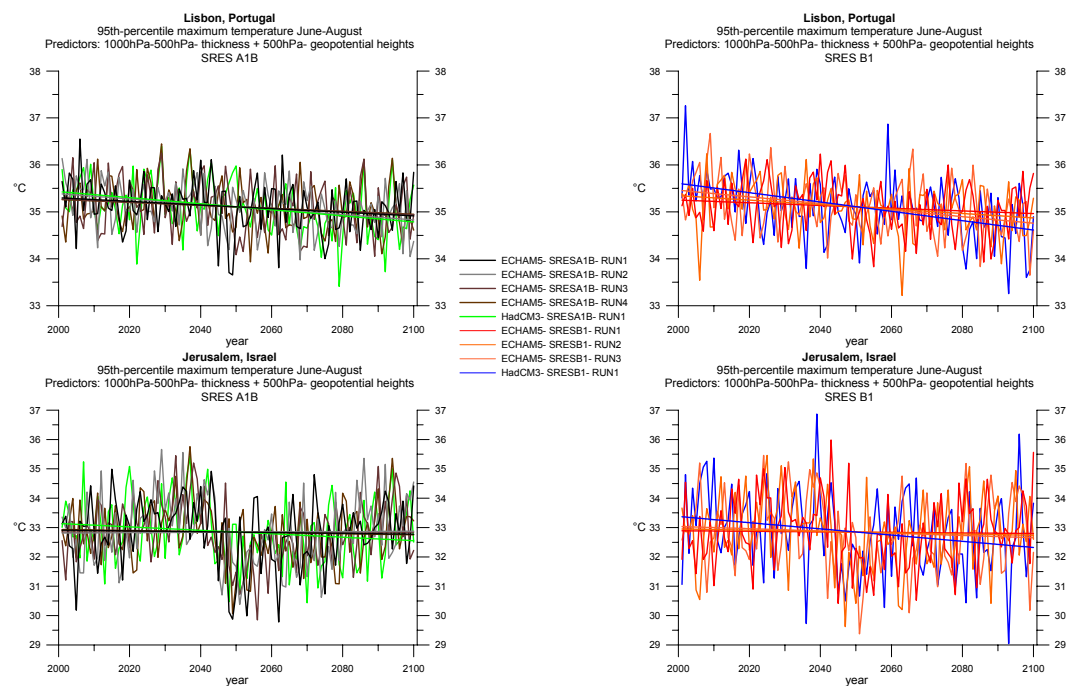 Lisbon, Portugal
95th-percentile maximum temperature June-August
Predictors: 1000hPa-500hPa- thickness + 500hPa- geopotential heights
SRES A1B
38
37
36
35
34
33
°C
38
37
36
35
34
33
2000
2020
2040
2060
2080
2100
year
Lisbon, Portugal
95th-percentile maximum temperature June-August
Predictors: 1000hPa-500hPa- thickness + 500hPa- geopotential heights
SRES B1
38
37
36
35
34
33
°C
38
37
36
35
34
33
2000
2020
2040
2060
2080
2100
year
ECHAM5- SRESA1B- RUN1
ECHAM5- SRESA1B- RUN2
ECHAM5- SRESA1B- RUN3
ECHAM5- SRESA1B- RUN4
HadCM3- SRESA1B- RUN1
ECHAM5- SRESB1- RUN1
ECHAM5- SRESB1- RUN2
ECHAM5- SRESB1- RUN3
HadCM3- SRESB1- RUN1
Jerusalem, Israel
95th-percentile maximum temperature June-August
Predictors: 1000hPa-500hPa- thickness + 500hPa- geopotential heights
SRES A1B
37
36
35
34
33
32
31
30
29
°C
37
36
35
34
33
32
31
30
29
2000
2020
2040
2060
2080
2100
year
Jerusalem, Israel
95th-percentile maximum temperature June-August
Predictors: 1000hPa-500hPa- thickness + 500hPa- geopotential heights
SRES B1
37
36
35
34
33
32
31
30
29
°C
37
36
35
34
33
32
31
30
29
2000
2020
2040
2060
2080
2100
year